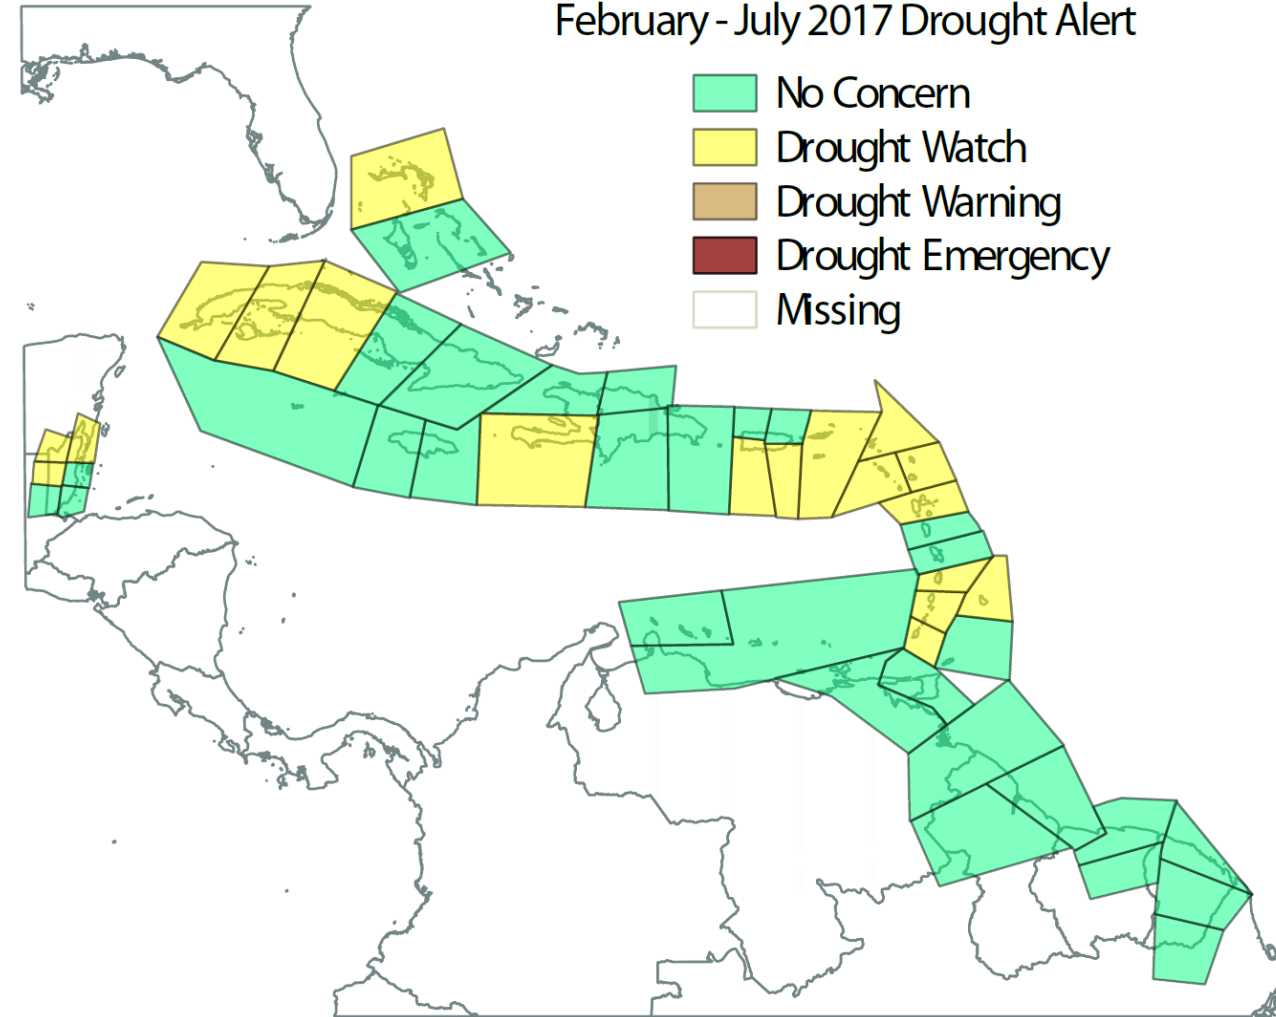 February - July 2017 Drought Alert
No Concern
Drought Watch
Drought Warning
Drought Emergency
Missing